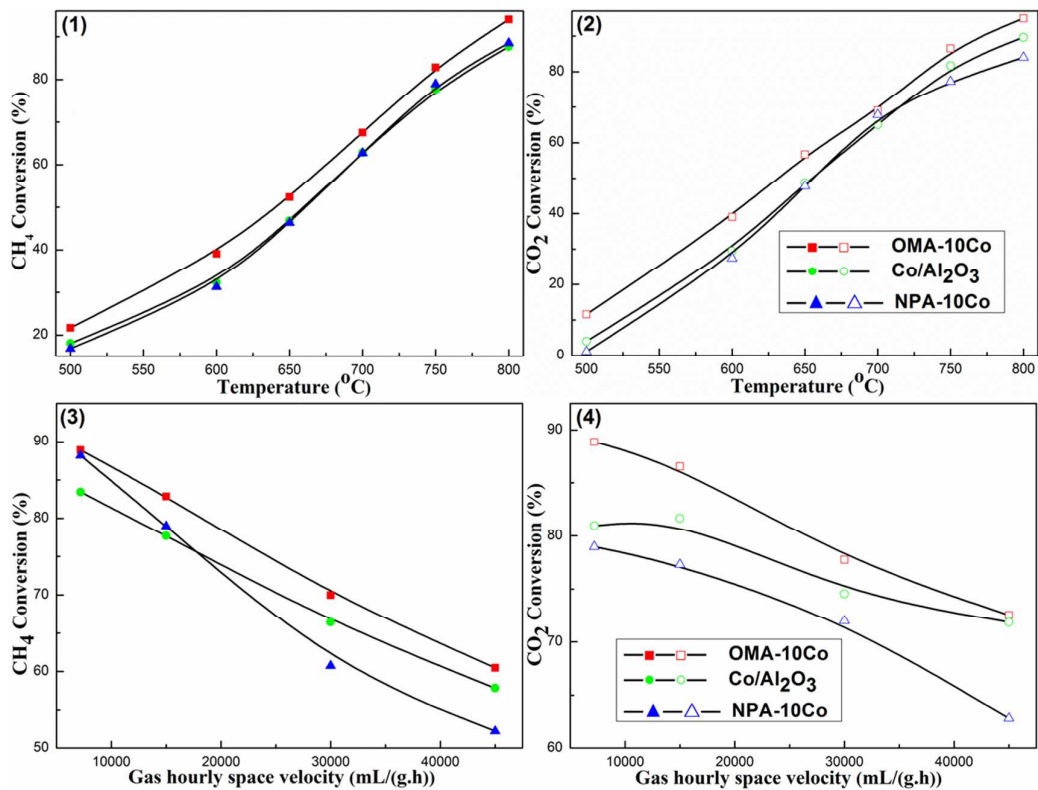 (1)
CH4 Conversion (%)
80
60
40
20
500 550 600 650 700 750 800
Temperature (oC)
(2)
CO2 Conversion (%)
80
60
40
20
0
OMA-10Co
Co/Al2O3
NPA-10Co
500 550 600 650 700 750 800
Temperature (oC)
(3)
CH4 Conversion (%)
90
80
70
60
50
10000 20000 30000 40000
Gas hourly space velocity (mL/(g.h))
(4)
CO2 Conversion (%)
90
80
70
60
OMA-10Co
Co/Al2O3
NPA-10Co
10000 20000 30000 40000
Gas hourly space velocity (mL/(g.h))